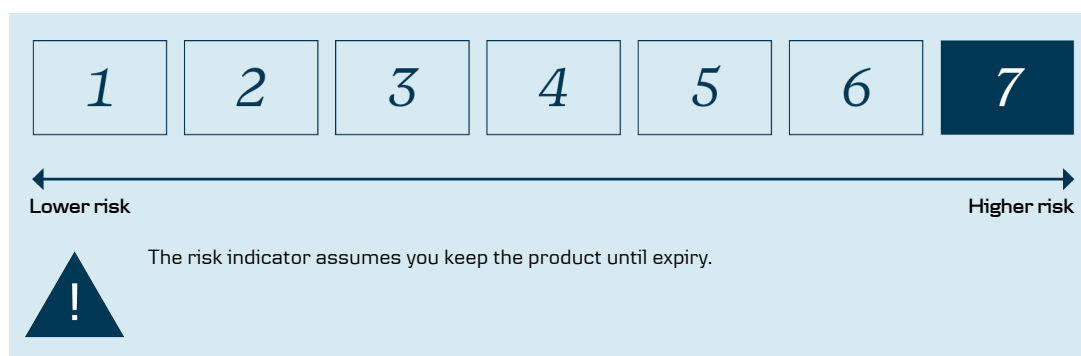 1 2 3 4 5 6 7
Lower risk Higher risk
The risk indicator assumes you keep the product until expiry.
!